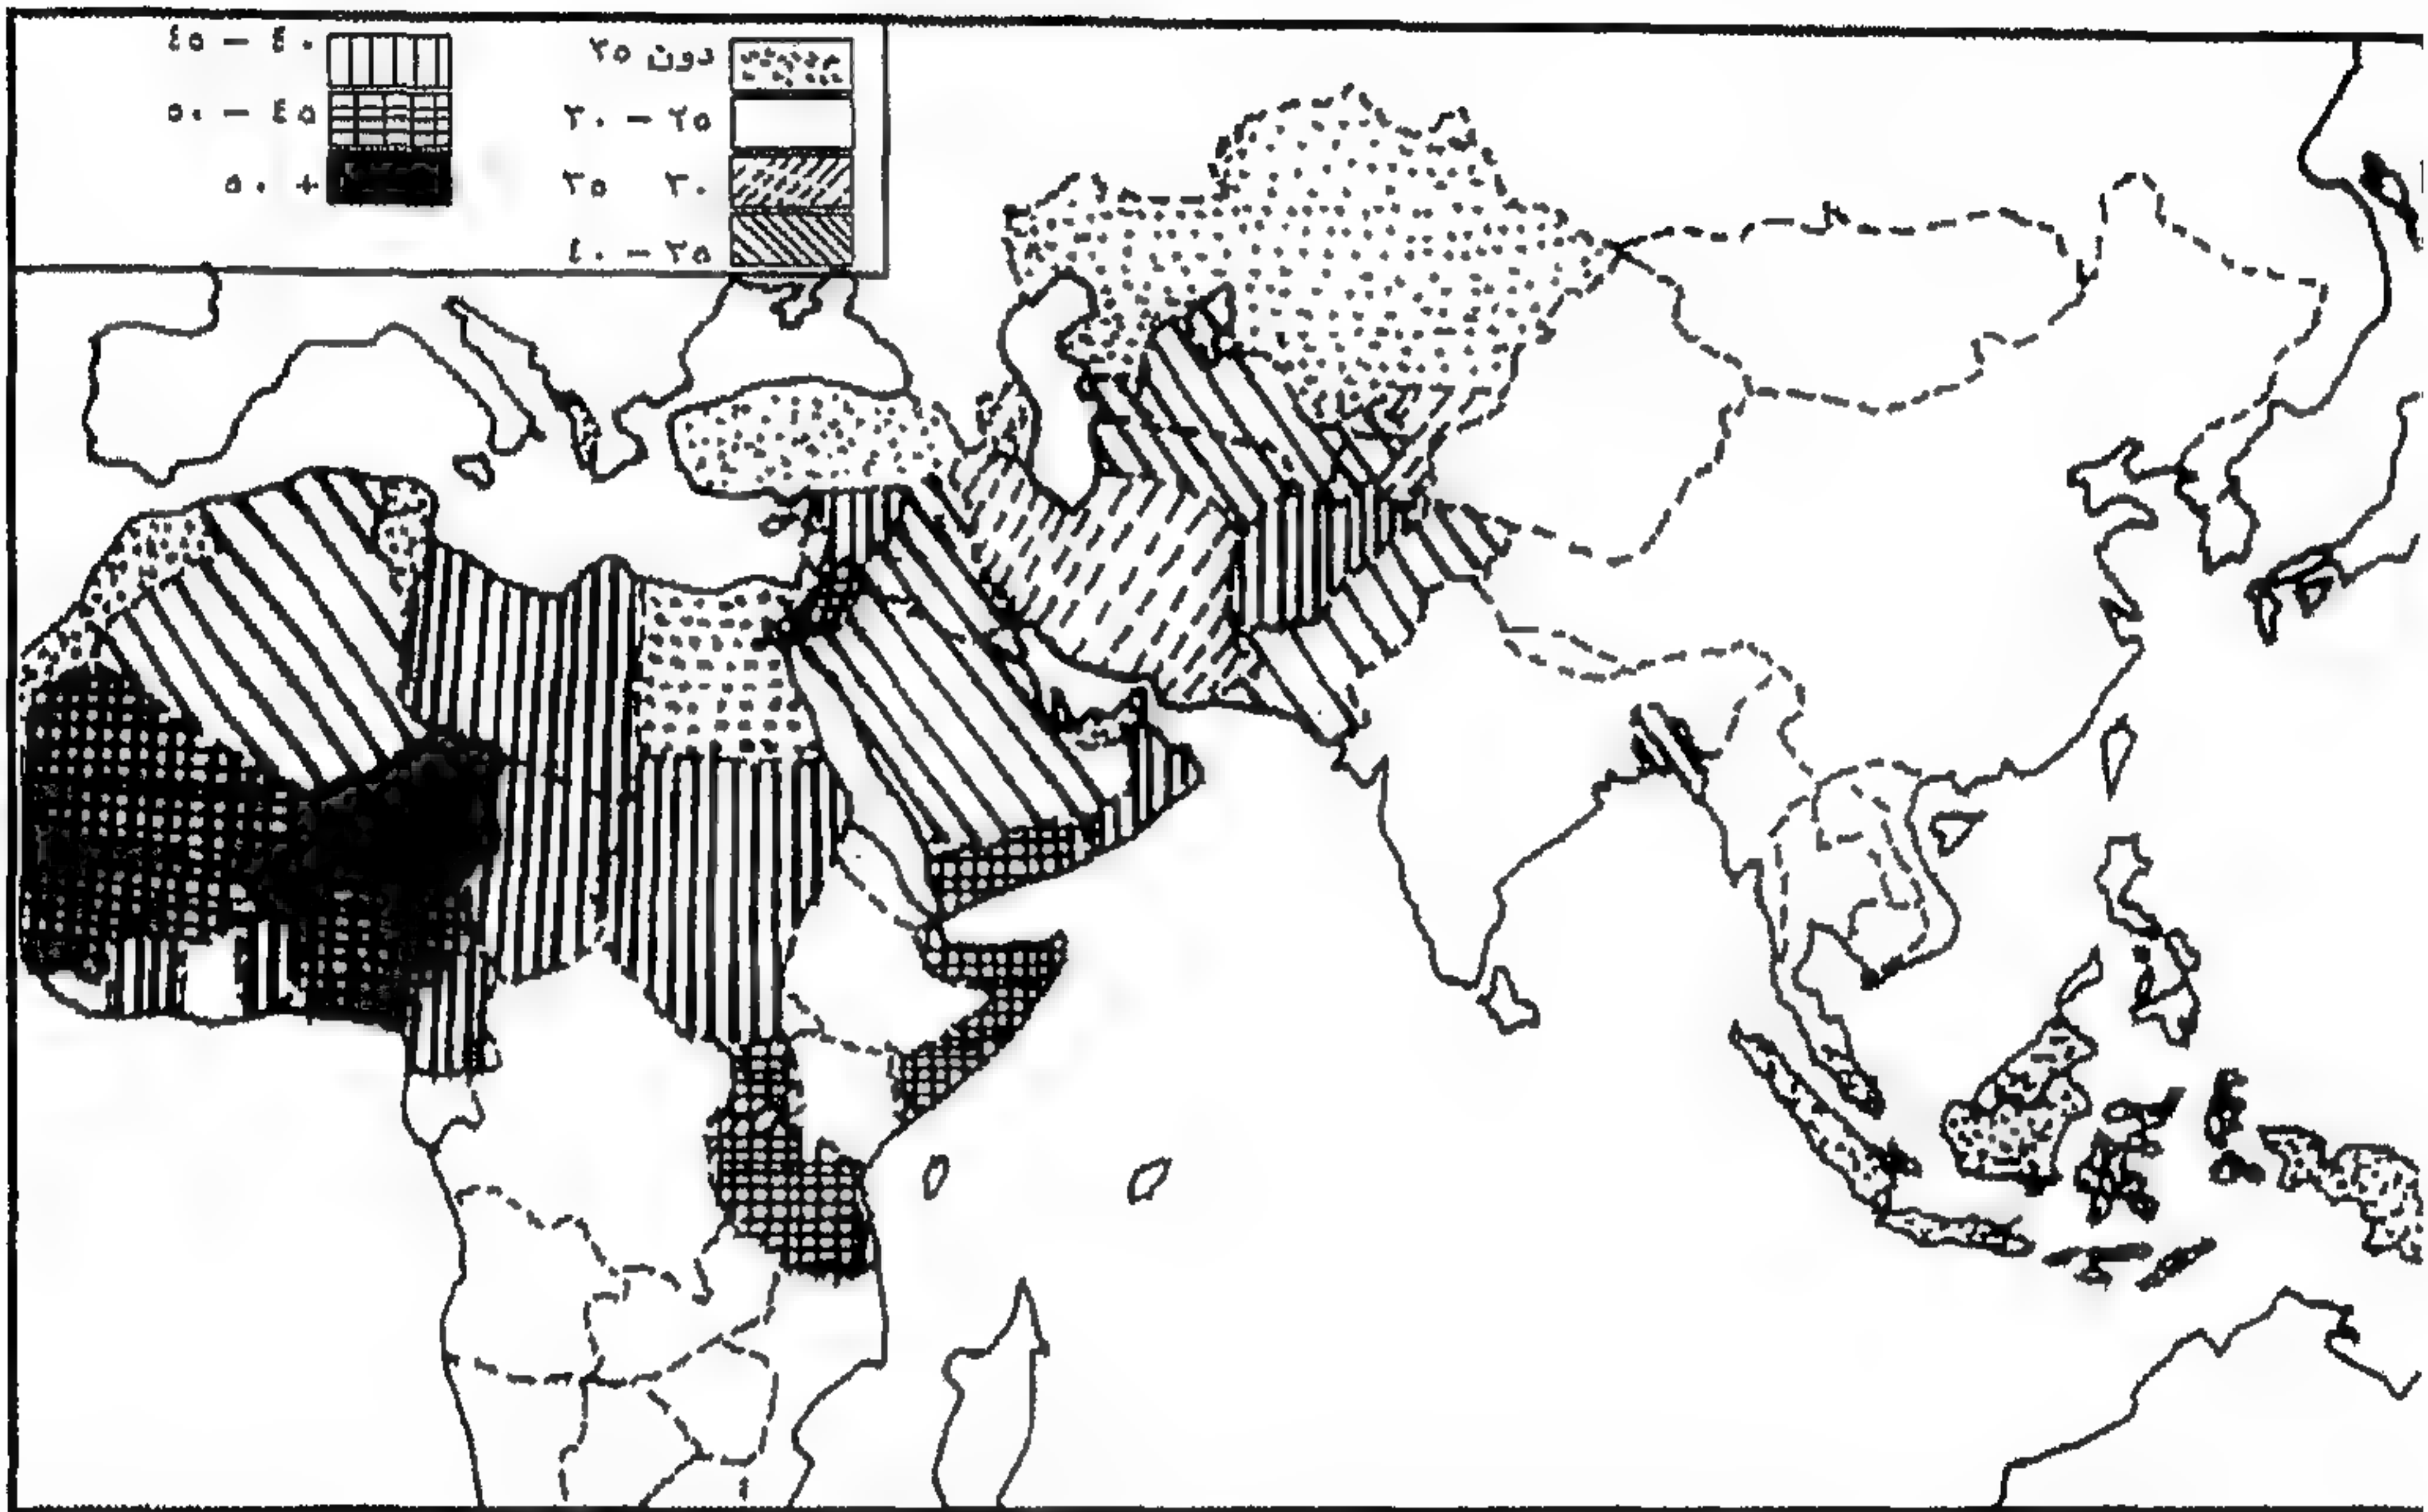 دون ٢٥
٢٥ – ٣٠
٣٠ ٣٥
٣٥ – ٤٠
٤٠ – ٤٥
٤٥ – ٥٠
٥٠ +